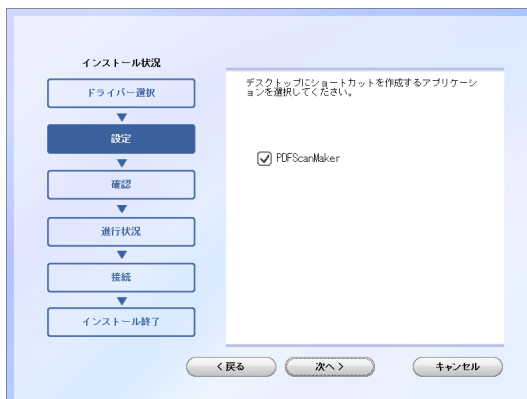 インストール状況
ドライバー選択
設定
確認
進行状況
接続
インストール終了
デスクトップにショートカットを作成するアプリケーシ
ョンを選択してください。
PDFScanMaker
< 戻る
次へ >
キャンセル